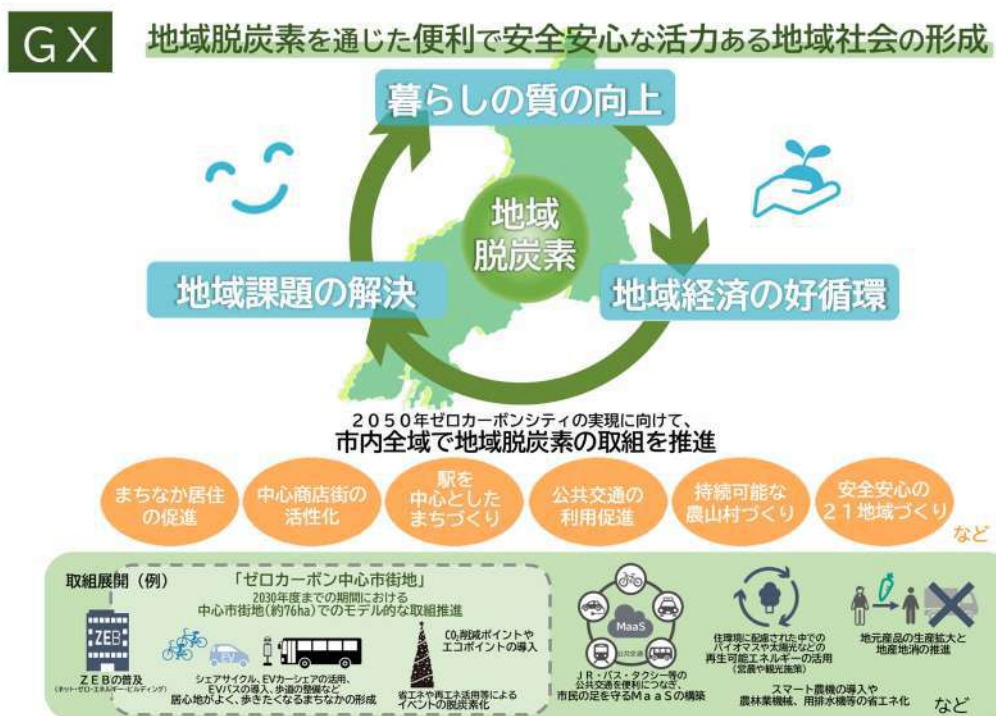 GX
地域脱炭素を通じた便利で安全安心な活力ある地域社会の形成
暮らしの質の向上
地域
脱炭素
地域課題の解決
地域経済の好循環
2050年ゼロカーボンシティの実現に向けて、
市内全域で地域脱炭素の取組を推進
まちなか居住
の促進
中心商店街の
活性化
駅を
中心とした
まちづくり
公共交通の
利用促進
持続可能な
農山村づくり
安全安心の
21地域づくり
など
取組展開（例）
ZEB
ZEBの普及
(ネット・ゼロ・エネルギー・ビルディング)
「ゼロカーボン中心市街地」
2030年度までの期間における
中心市街地(約76ha)でのモデル的な取組推進
EV
シェアサイクル、EVカーシェアの活用、
EVバスの導入、歩道の整備など
居心地がよく、歩きたくなるまちなかの形成
CO₂削減ポイントや
エコポイントの導入
省エネや再エネ活用等による
イベントの脱炭素化
MaaS
公共交通
JR・バス・タクシー等の
公共交通を便利につなぎ、
市民の足を守るMaaSの構築
住環境に配慮された中での
バイオマスや太陽光などの
再生可能エネルギーの活用
(営農や観光施策)
地元産品の生産拡大と
地産地消の推進
スマート農機の導入や
農林業機械、用排水機等の省エネ化
など